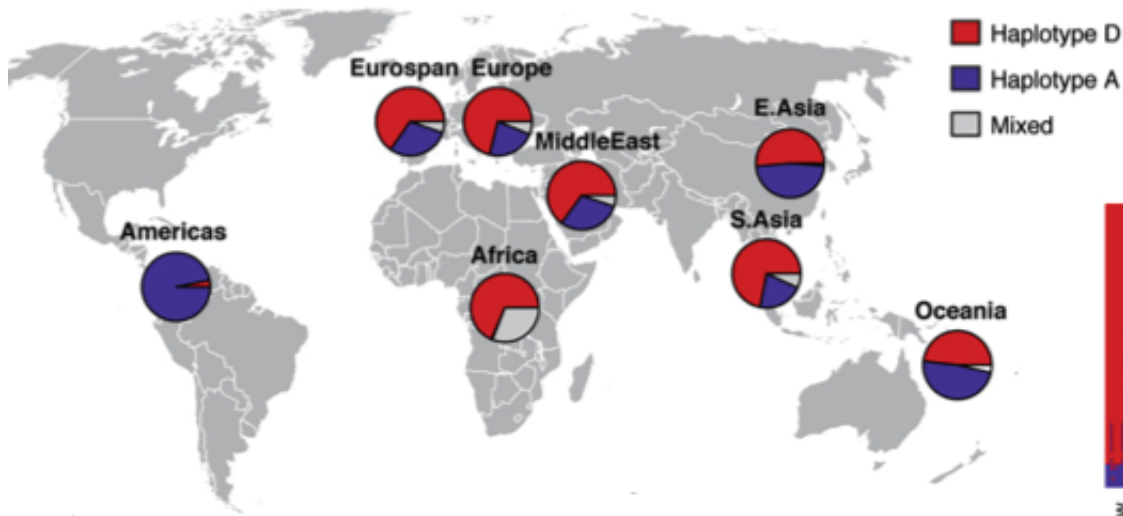 Haplotype D
Eurospan Europe
Haplotype A
E.Asia
Mixed
MiddleEast
S.Asia
Americas
Africa
Oceania